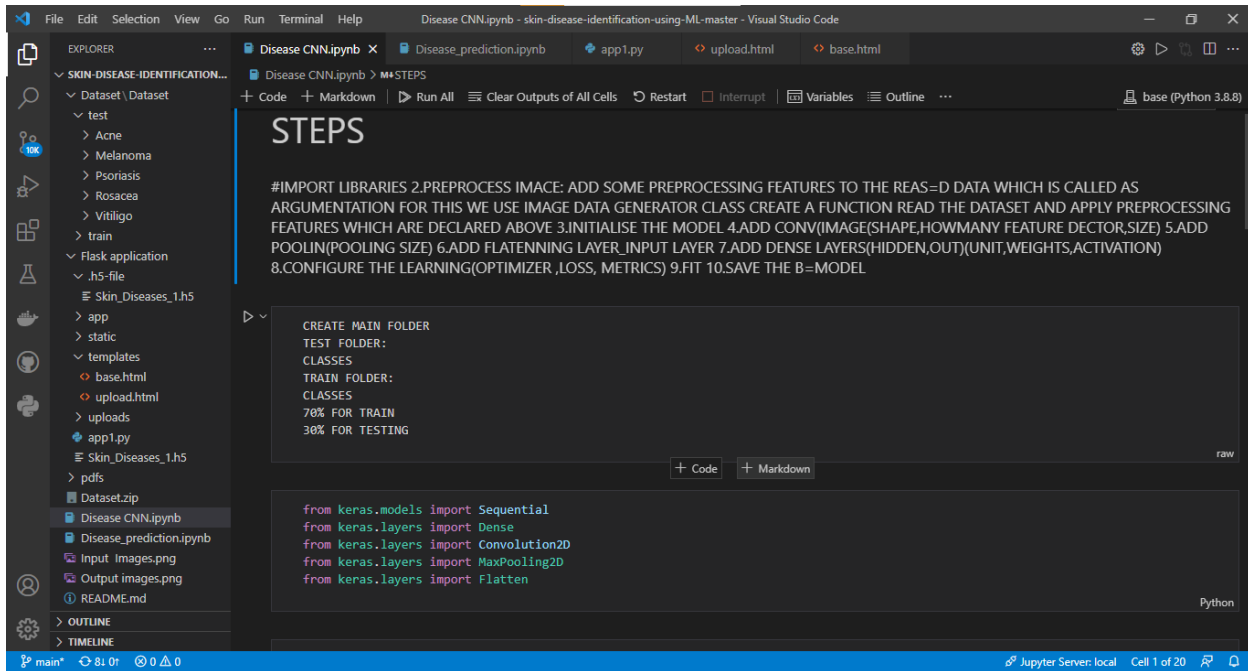 File Edit Selection View Go Run Terminal Help
Disease CNN.ipynb - skin-disease-identification-using-ML-master - Visual Studio Code
EXPLORER
SKIN-DISEASE-IDENTIFICATION...
Dataset \ Dataset
test
Acne
Melanoma
Psoriasis
Rosacea
Vitiligo
train
Flask application
.h5-file
Skin_Diseases_1.h5
app
static
templates
base.html
upload.html
uploads
app1.py
Skin_Diseases_1.h5
pdfs
Dataset.zip
Disease CNN.ipynb
Disease_prediction.ipynb
Input Images.png
Output images.png
README.md
OUTLINE
TIMELINE
10K
Disease CNN.ipynb
Disease_prediction.ipynb
app1.py
upload.html
base.html
Disease CNN.ipynb > M↓STEPS
+ Code + Markdown Run All Clear Outputs of All Cells Restart Interrupt Variables Outline ...
base (Python 3.8.8)
STEPS
#IMPORT LIBRARIES 2.PREPROCESS IMACE: ADD SOME PREPROCESSING FEATURES TO THE REAS=D DATA WHICH IS CALLED AS
ARGUMENTATION FOR THIS WE USE IMAGE DATA GENERATOR CLASS CREATE A FUNCTION READ THE DATASET AND APPLY PREPROCESSING
FEATURES WHICH ARE DECLARED ABOVE 3.INITIALISE THE MODEL 4.ADD CONV(IMAGE(SHAPE,HOWMANY FEATURE DECTOR,SIZE) 5.ADD
POOLIN(POOLING SIZE) 6.ADD FLATENNING LAYER_INPUT LAYER 7.ADD DENSE LAYERS(HIDDEN,OUT)(UNIT,WEIGHTS,ACTIVATION)
8.CONFIGURE THE LEARNING(OPTIMIZER ,LOSS, METRICS) 9.FIT 10.SAVE THE B=MODEL
CREATE MAIN FOLDER
TEST FOLDER:
CLASSES
TRAIN FOLDER:
CLASSES
70% FOR TRAIN
30% FOR TESTING
raw
+ Code + Markdown
from keras.models import Sequential
from keras.layers import Dense
from keras.layers import Convolution2D
from keras.layers import MaxPooling2D
from keras.layers import Flatten
Python
main* 8↓ 0↑ 0 0
Jupyter Server: local Cell 1 of 20